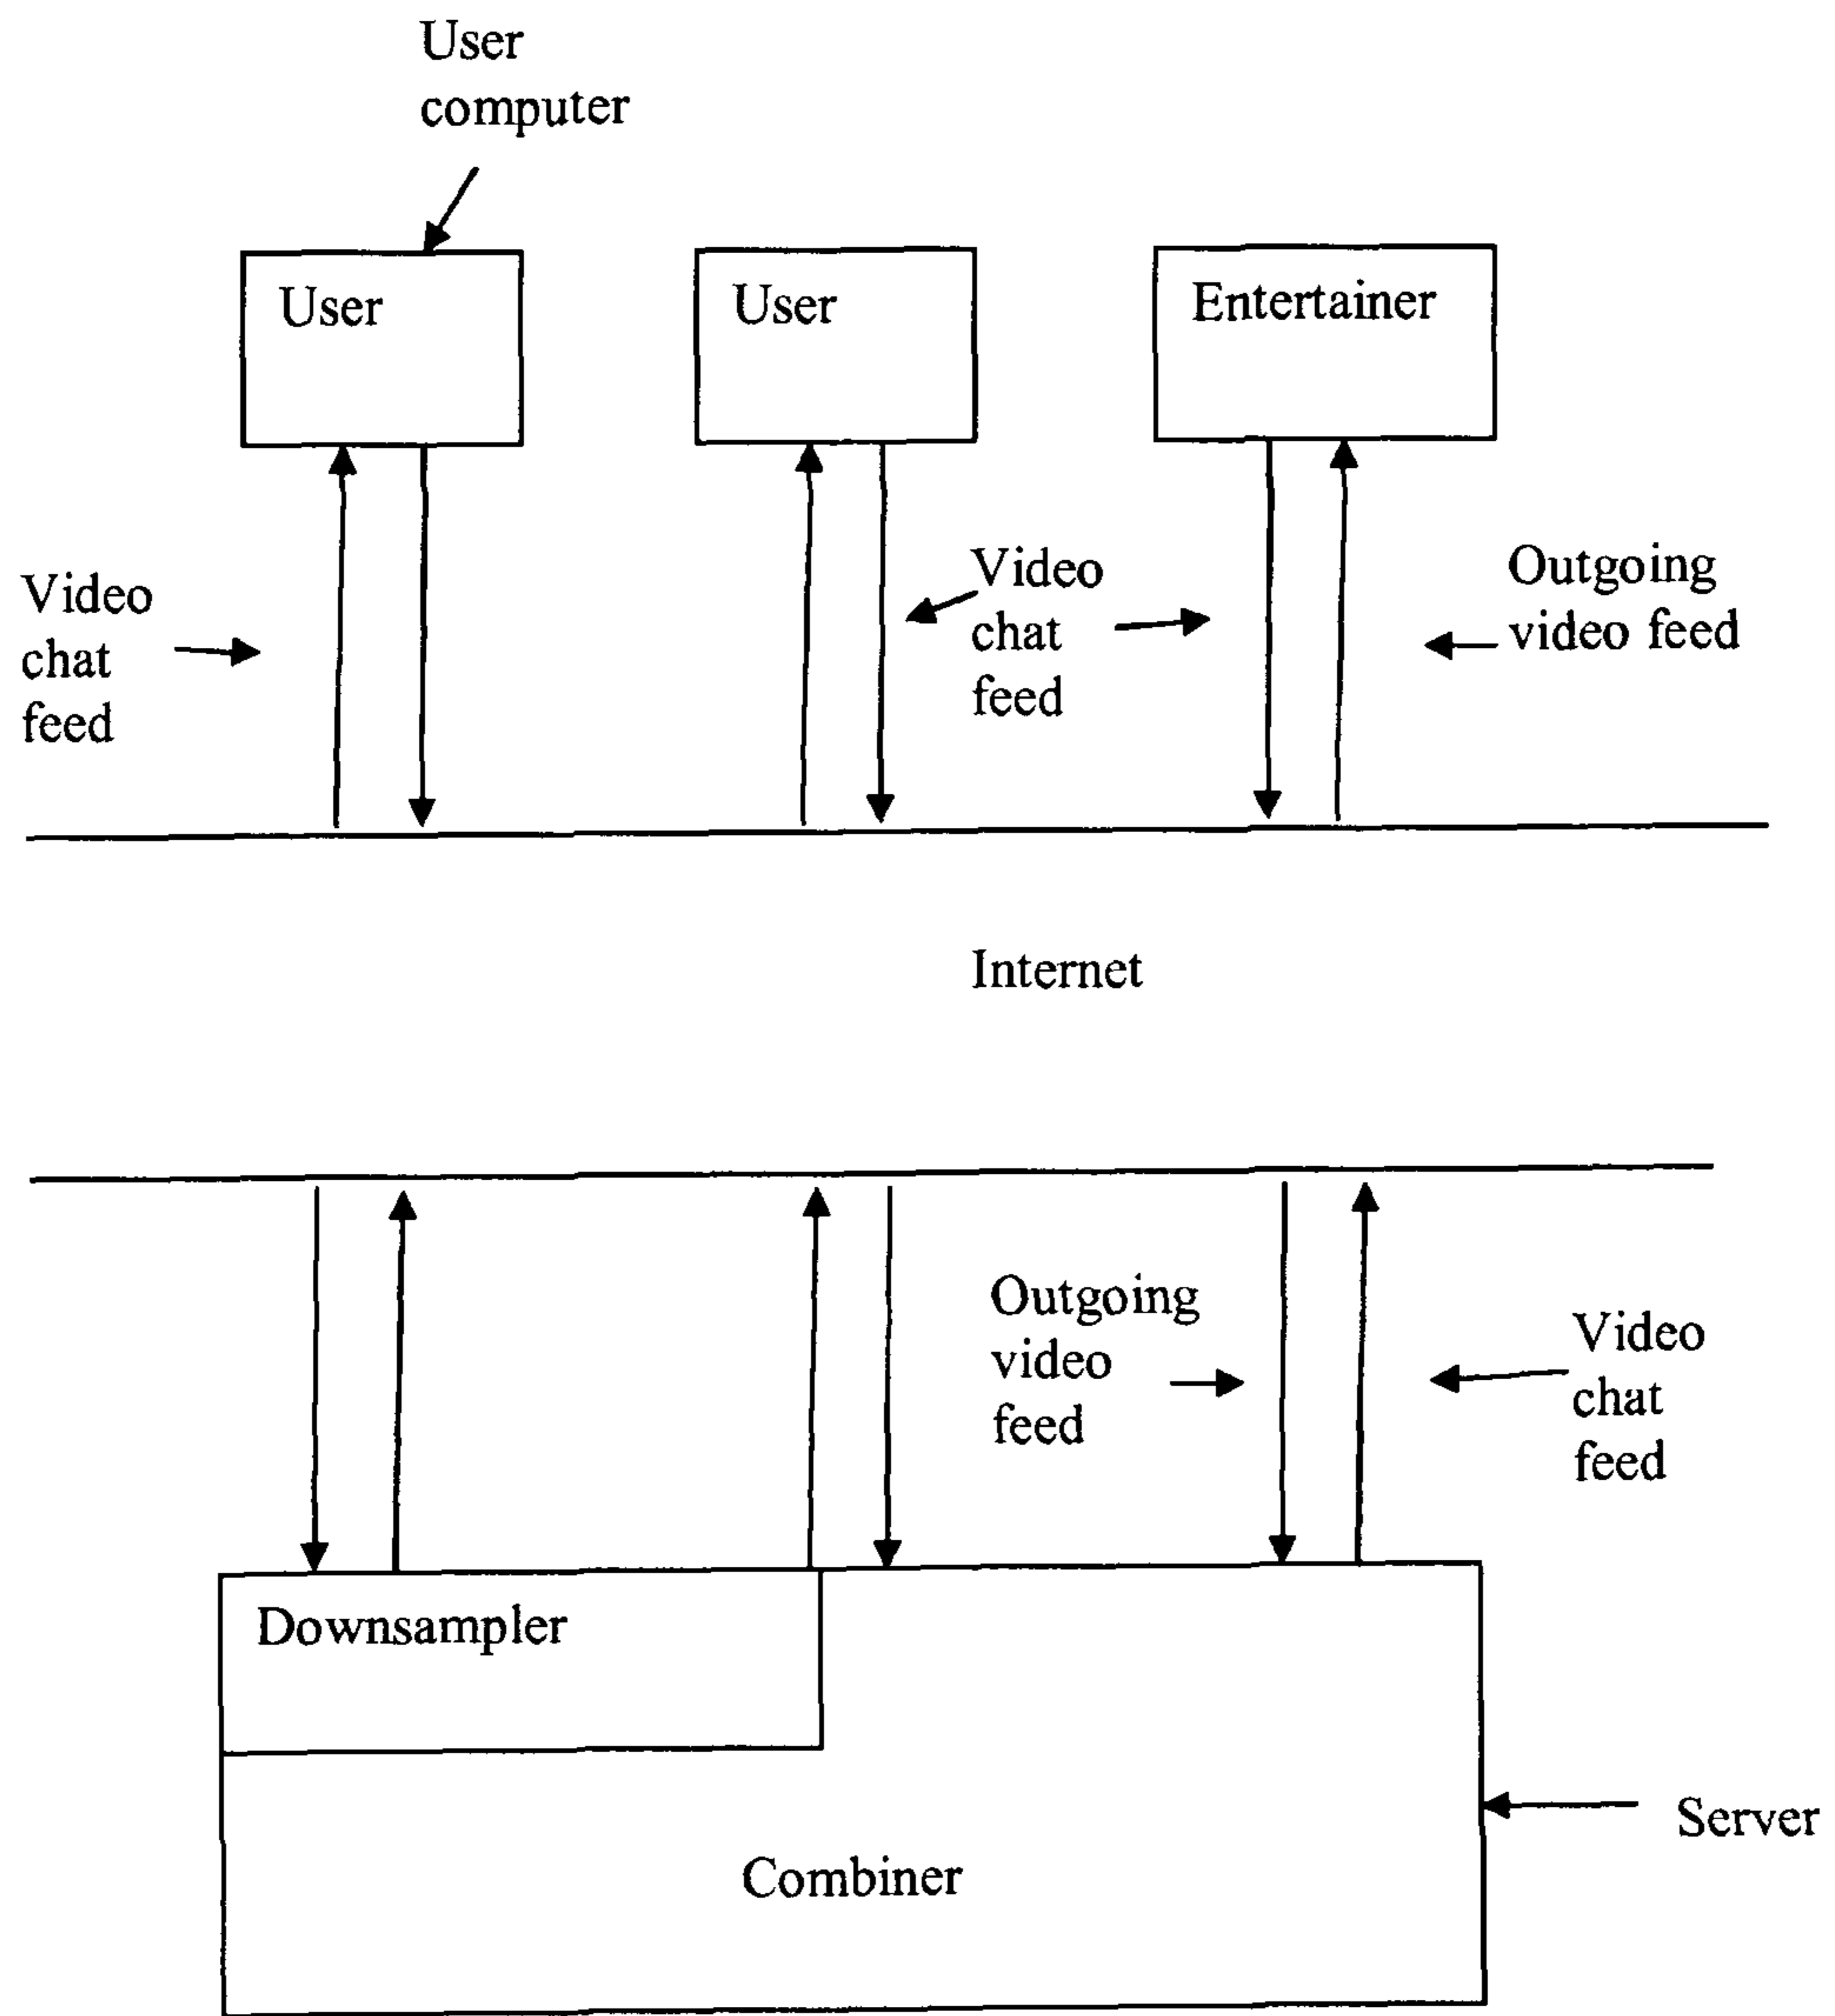 User
computer
User
User
Entertainer
Video
chat
feed
Video
chat
feed
Outgoing
video feed
Internet
Outgoing
video
feed
Video
chat
feed
Downsampler
Server
Combiner